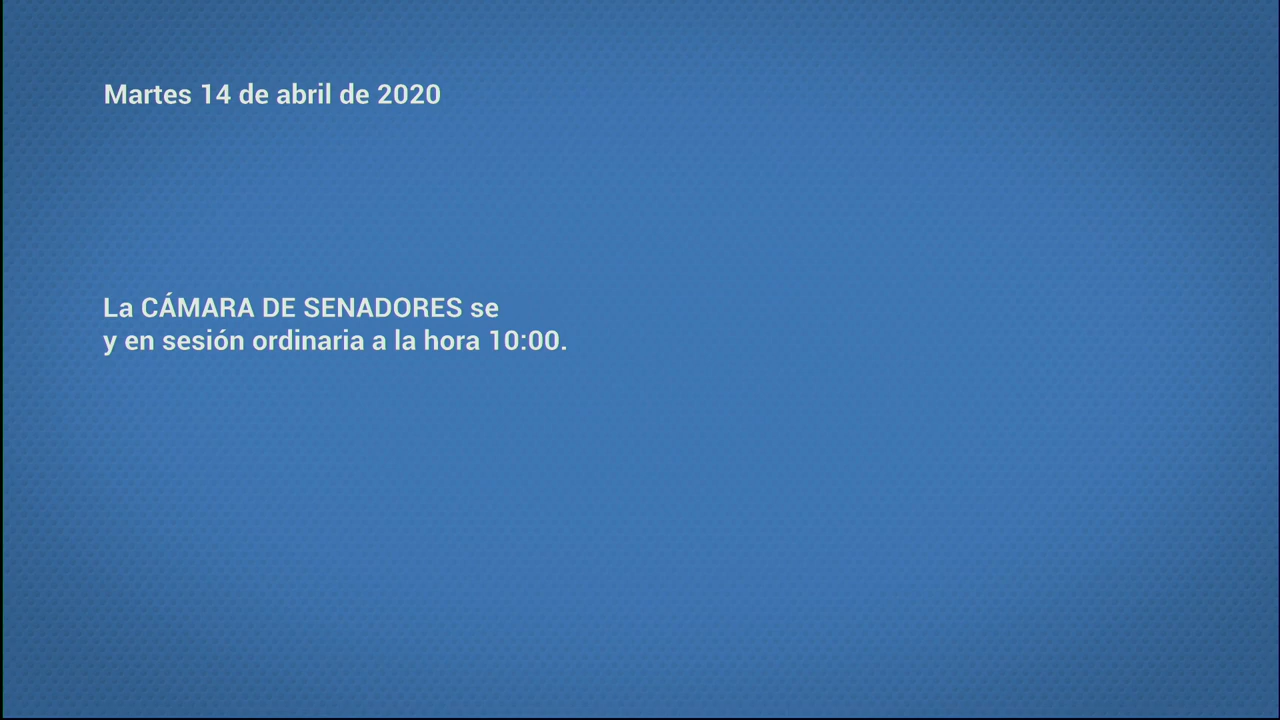 Martes 14 de abril de 2020
La CÁMARA DE SENADORES se
y en sesión ordinaria a la hora 10:00.